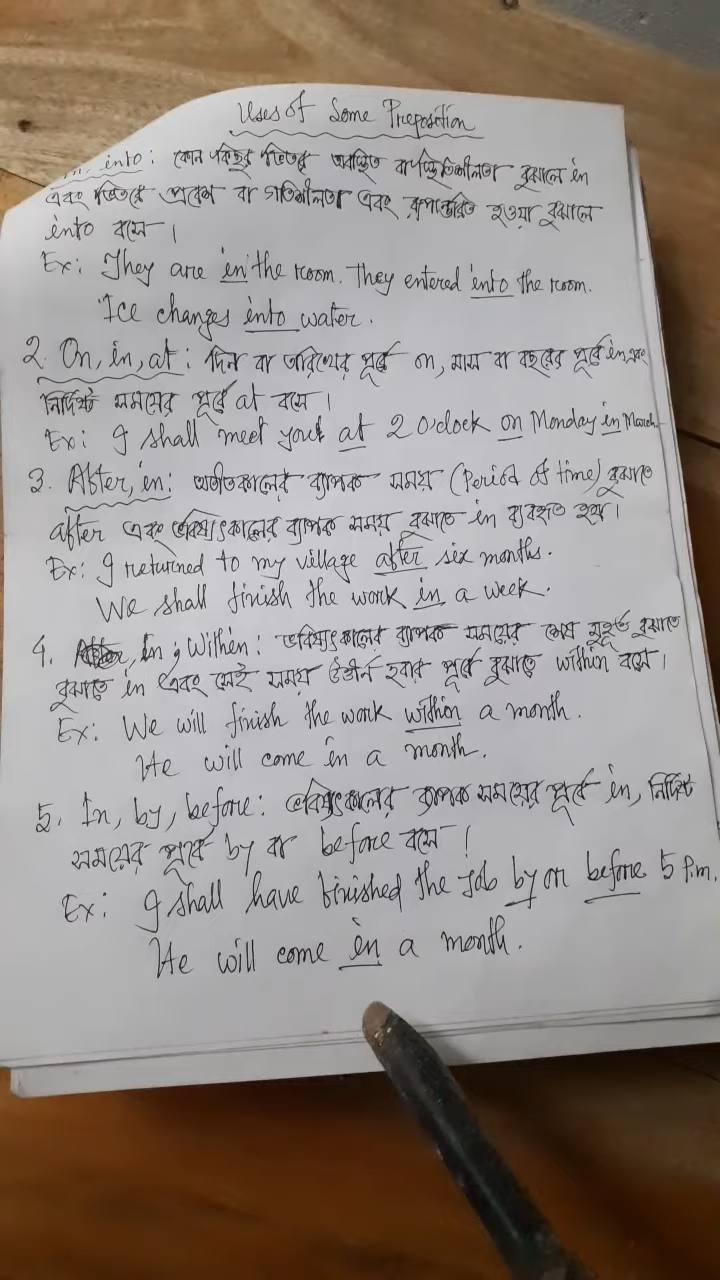 Uses of Some Preposition
In, into: কোন কিছুর ভিতর অবস্থিত বা স্থিতিশীলতা বুঝালে in
এবং ভিতরে প্রবেশ বা গতিশীলতা এবং রূপান্তরিত হওয়া বুঝালে
into বসে।
Ex: They are in the room. They entered into the room.
Ice changes into water.
2. On, in, at: দিন বা তারিখের পূর্বে on, মাস বা বছরের পূর্বে in এবং
নির্দিষ্ট সময়ের পূর্বে at বসে।
Ex: I shall meet you at 2 O'clock on Monday in March
3. After, in: অতীতকালের ব্যাপক সময় (Period of time) বুঝাতে
after এবং ভবিষ্যৎকালের ব্যাপক সময় বুঝাতে in ব্যবহৃত হয়।
Ex: I returned to my village after six months.
We shall finish the work in a week.
4. In, Within: ভবিষ্যৎকালের ব্যাপক সময়ের শেষ মুহূর্ত বুঝাতে
বুঝাতে in এবং সেই সময় উত্তীর্ন হবার পূর্বে বুঝাতে within বসে।
Ex: We will finish the work within a month.
He will come in a month.
5. In, by, before: ভবিষ্যৎকালের ব্যাপক সময়ের পূর্বে in, নির্দিষ্ট
সময়ের পূর্বে by বা before বসে।
Ex: I shall have finished the job by or before 5 P.m.
He will come in a month.